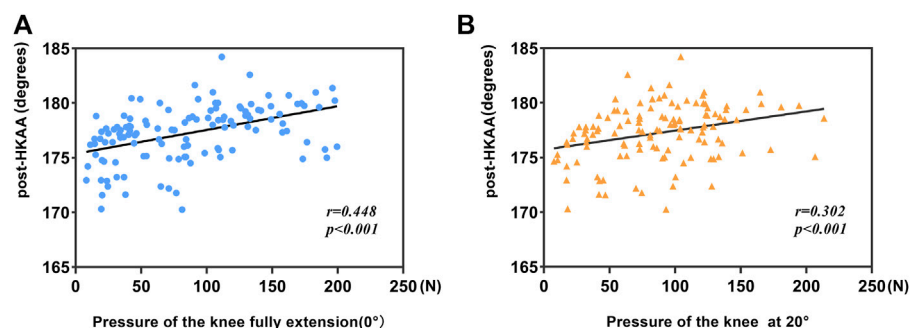 A
post-HKAA(degrees)
185
180
175
170
165
r=0.448
p<0.001
0 50 100 150 200 250 (N)
Pressure of the knee fully extension(0°)
B
post-HKAA(degrees)
185
180
175
170
165
r=0.302
p<0.001
0 50 100 150 200 250 (N)
Pressure of the knee at 20°